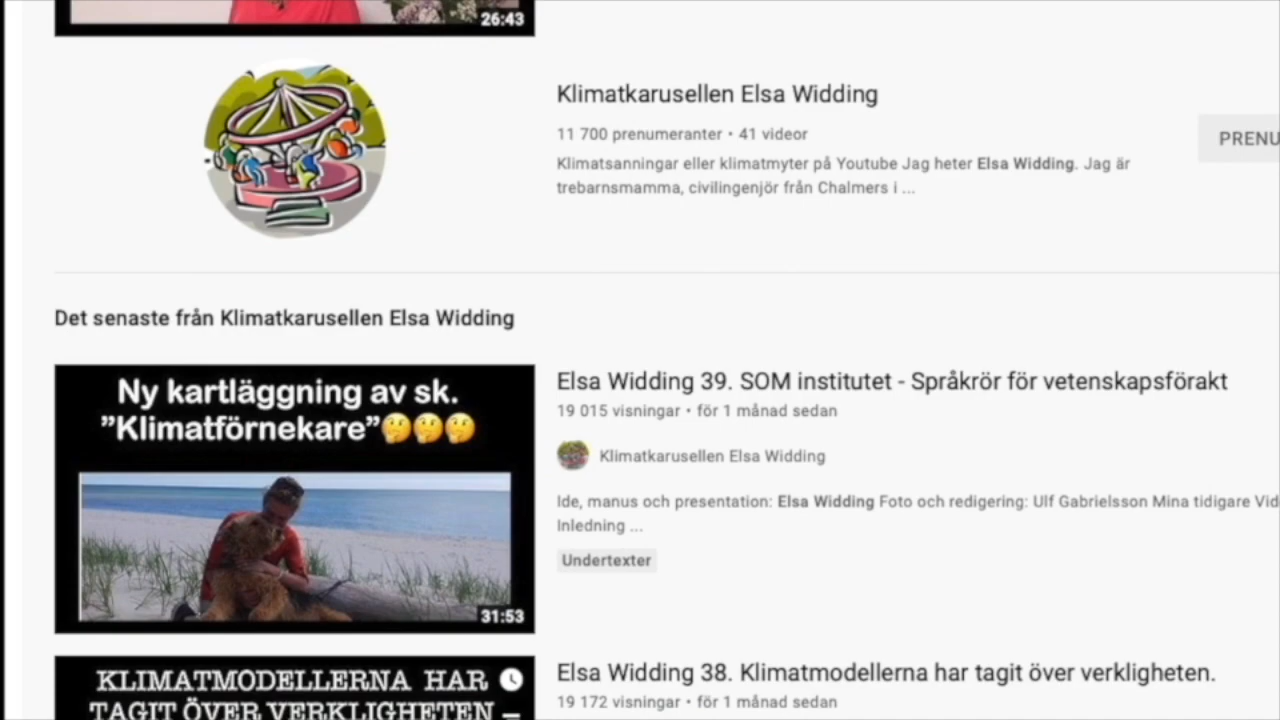 26:43
Klimatkarusellen Elsa Widding
11 700 prenumeranter • 41 videor
PRENU
Klimatsanningar eller klimatmyter på Youtube Jag heter Elsa Widding. Jag är
trebarnsmamma, civilingenjör från Chalmers i ...
Det senaste från Klimatkarusellen Elsa Widding
Ny kartläggning av sk.
”Klimatförnekare”🤔🤔🤔
31:53
Elsa Widding 39. SOM institutet - Språkrör för vetenskapsförakt
19 015 visningar • för 1 månad sedan
Klimatkarusellen Elsa Widding
Ide, manus och presentation: Elsa Widding Foto och redigering: Ulf Gabrielsson Mina tidigare Vid
Inledning ...
Undertexter
KLIMATMODELLERNA HAR
TAGIT ÖVER VERKLIGHETEN –
Elsa Widding 38. Klimatmodellerna har tagit över verkligheten.
19 172 visningar • för 1 månad sedan